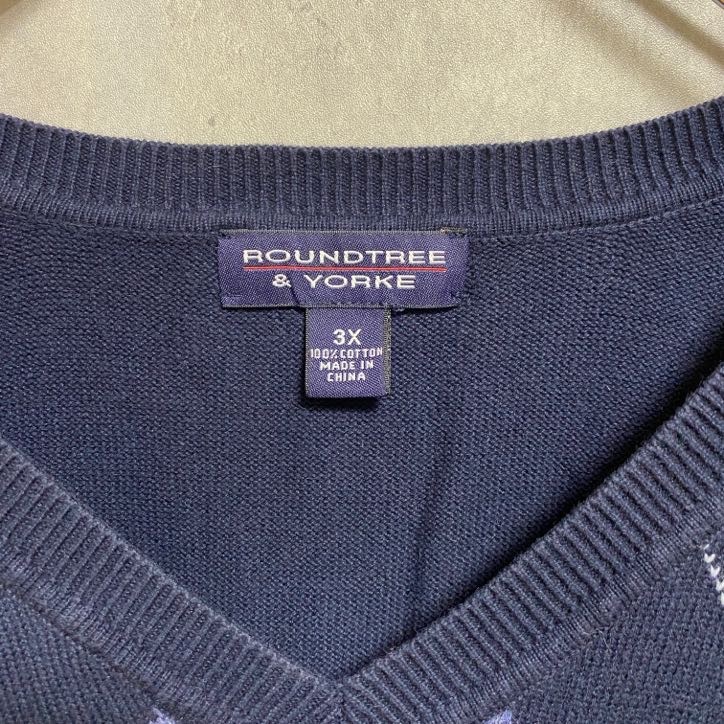 ROUNDTREE
& YORKE
3X
100% COTTON
MADE IN
CHINA